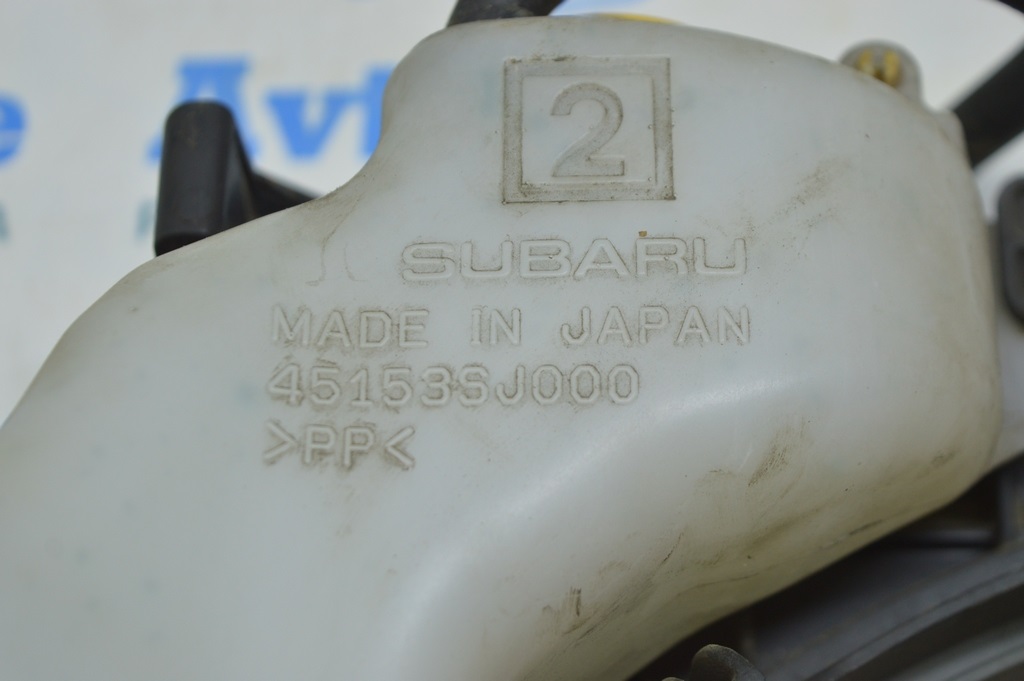 2
SUBARU
MADE IN JAPAN
45153SJ000
>PP<